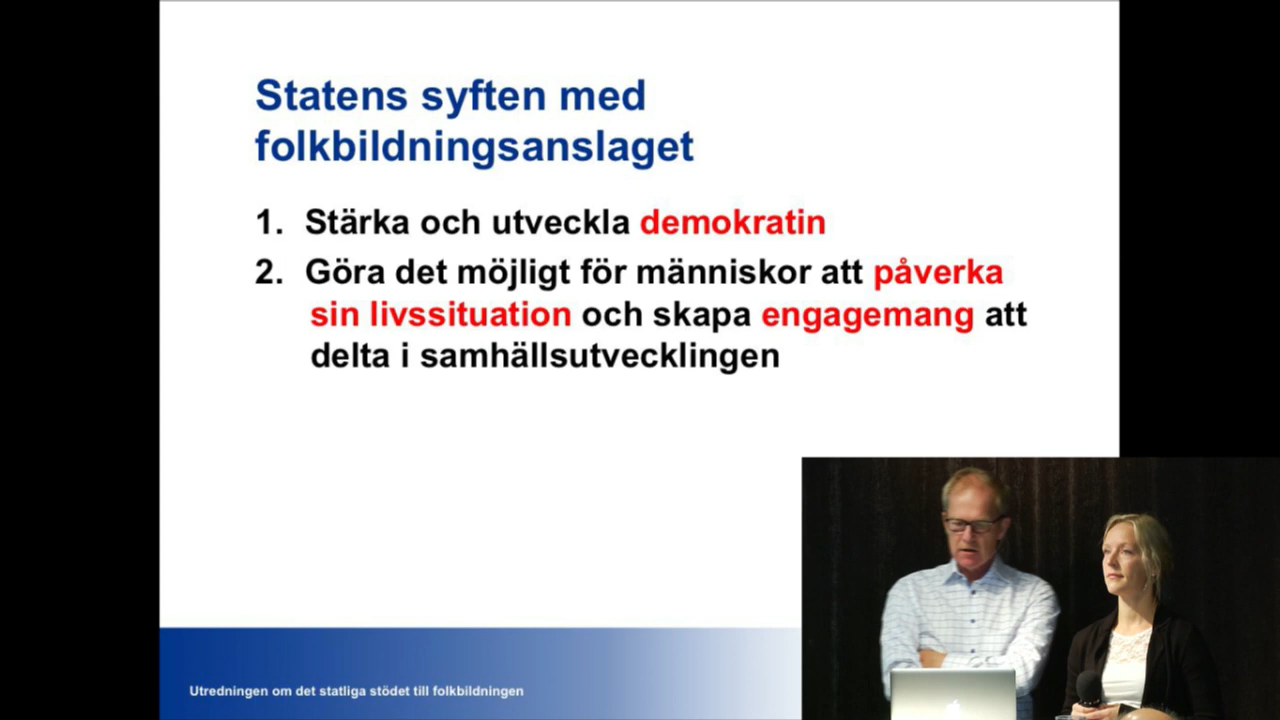 Statens syften med
folkbildningsanslaget
1. Stärka och utveckla demokratin
2. Göra det möjligt för människor att påverka
sin livssituation och skapa engagemang att
delta i samhällsutvecklingen
Utredningen om det statliga stödet till folkbildningen